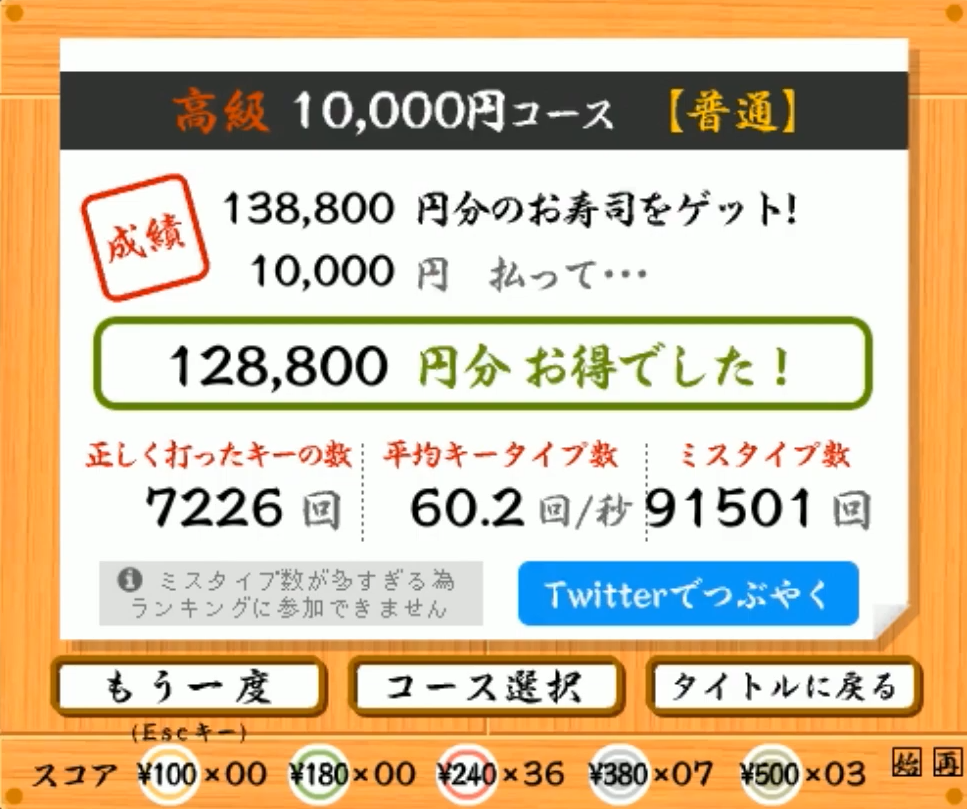 高級 10,000円コース 【普通】
成績
138,800 円分のお寿司をゲット!
10,000 円 払って…
128,800 円分 お得でした!
正しく打ったキーの数 平均キータイプ数 ミスタイプ数
7226 回 60.2 回/秒 91501 回
ミスタイプ数が多すぎる為
ランキングに参加できません
Twitterでつぶやく
もう一度 コース選択 タイトルに戻る
(Escキー)
スコア ¥100×00 ¥180×00 ¥240×36 ¥380×07 ¥500×03 始 再